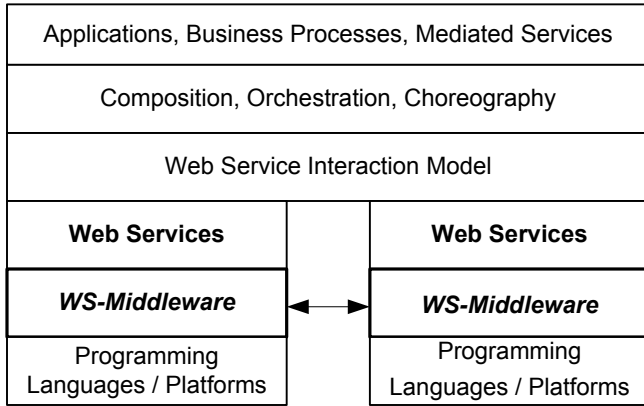 Applications, Business Processes, Mediated Services
Composition, Orchestration, Choreography
Web Service Interaction Model
Web Services
WS-Middleware
Programming
Languages / Platforms
Web Services
WS-Middleware
Programming
Languages / Platforms